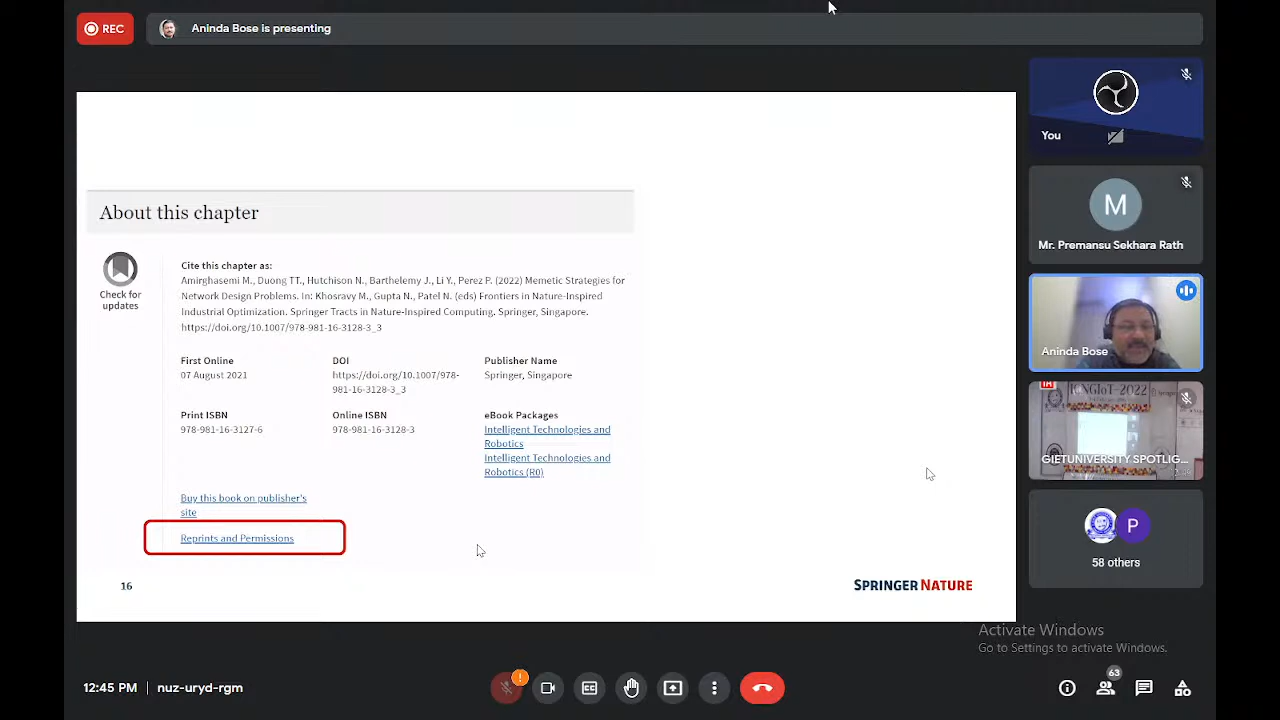 REC
Aninda Bose is presenting
You
M
Mr. Premansu Sekhara Rath
Aninda Bose
GIETUNIVERSITY SPOTLIG...
P
58 others
About this chapter
Check for
updates
Cite this chapter as:
Amirghasemi M., Duong TT., Hutchison N., Barthelemy J., Li Y., Perez P. (2022) Memetic Strategies for
Network Design Problems. In: Khosravy M., Gupta N., Patel N. (eds) Frontiers in Nature-Inspired
Industrial Optimization. Springer Tracts in Nature-Inspired Computing. Springer, Singapore.
https://doi.org/10.1007/978-981-16-3128-3_3
First Online
07 August 2021
DOI
https://doi.org/10.1007/978-
981-16-3128-3_3
Publisher Name
Springer, Singapore
Print ISBN
978-981-16-3127-6
Online ISBN
978-981-16-3128-3
eBook Packages
Intelligent Technologies and
Robotics
Intelligent Technologies and
Robotics (R0)
Buy this book on publisher's
site
Reprints and Permissions
16
SPRINGER NATURE
Activate Windows
Go to Settings to activate Windows.
12:45 PM | nuz-uryd-rgm
!
CC
63